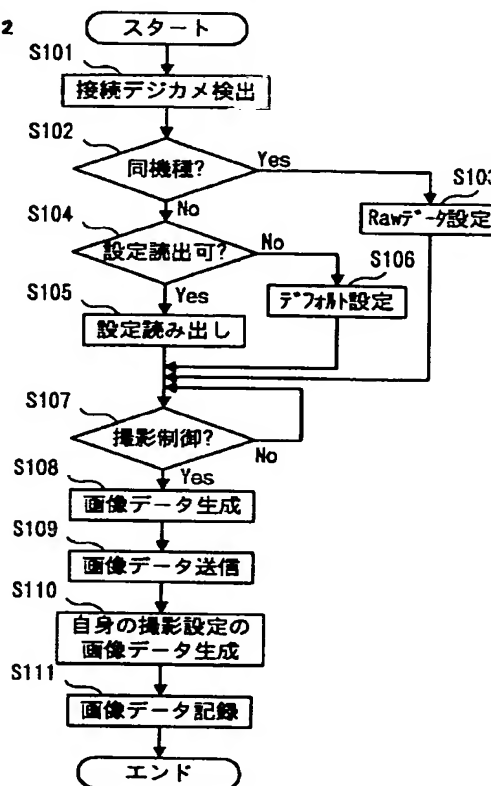 2
スタート
S101
接続デジカメ検出
S102
同機種?
Yes
S103
No
Rawデータ設定
S104
設定読出可?
No
S106
Yes
デフォルト設定
S105
設定読み出し
S107
撮影制御?
No
Yes
S108
画像データ生成
S109
画像データ送信
S110
自身の撮影設定の
画像データ生成
S111
画像データ記録
エンド